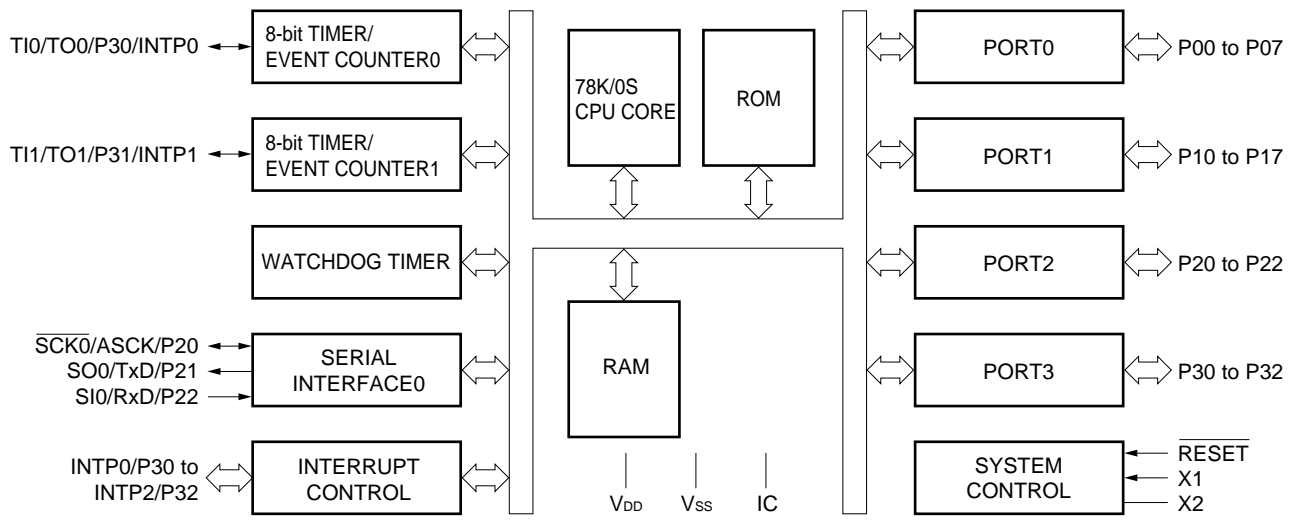 TI0/TO0/P30/INTP0
8-bit TIMER/
EVENT COUNTER0
TI1/TO1/P31/INTP1
8-bit TIMER/
EVENT COUNTER1
WATCHDOG TIMER
SCK0/ASCK/P20
SO0/TxD/P21
SI0/RxD/P22
SERIAL
INTERFACE0
INTP0/P30 to
INTP2/P32
INTERRUPT
CONTROL
78K/0S
CPU CORE
ROM
RAM
VDD
VSS
IC
PORT0
P00 to P07
PORT1
P10 to P17
PORT2
P20 to P22
PORT3
P30 to P32
SYSTEM
CONTROL
RESET
X1
X2